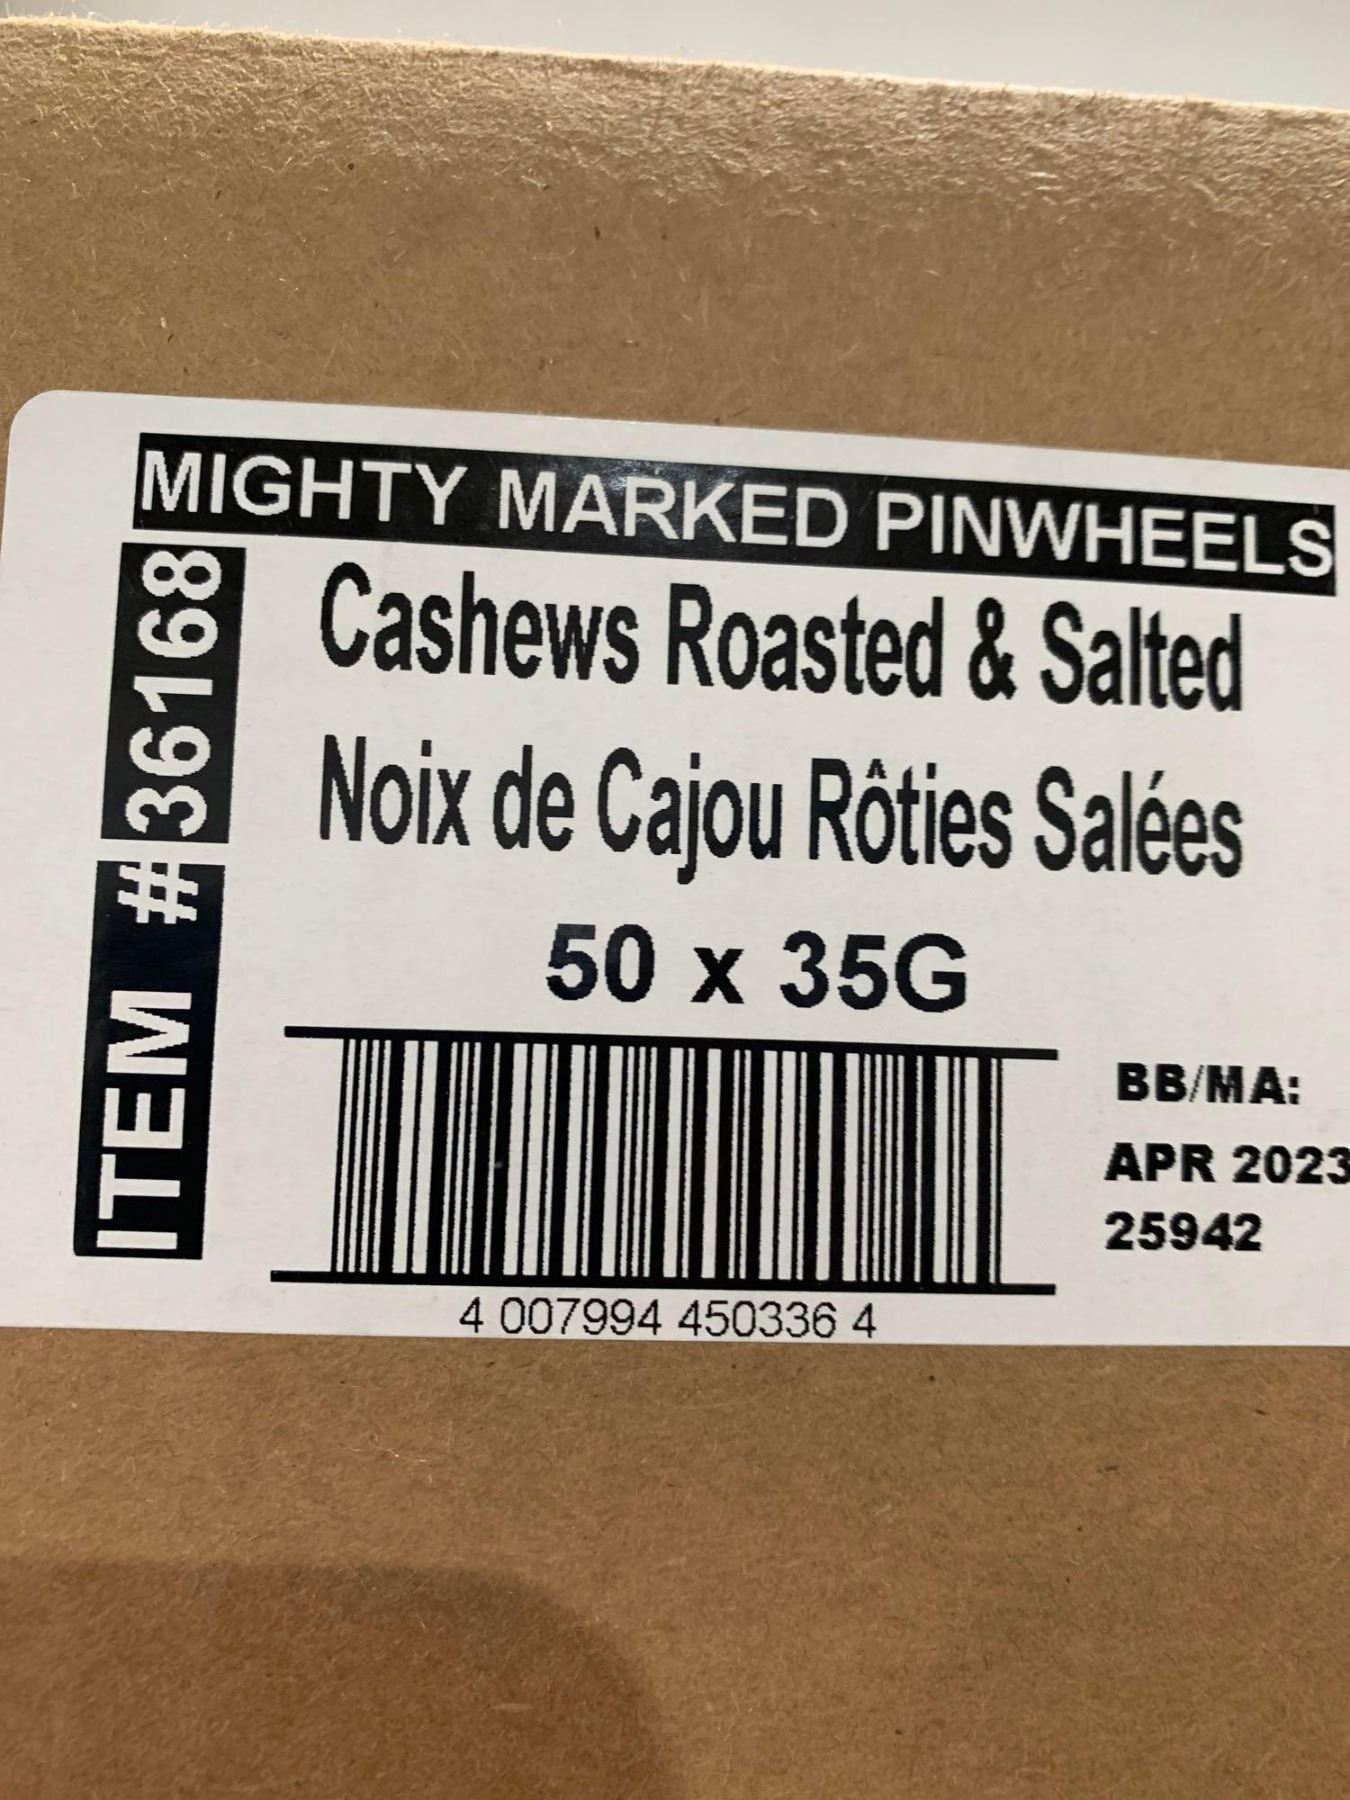 MIGHTY MARKED PINWHEELS
ITEM # 36168
Cashews Roasted & Salted
Noix de Cajou Rôties Salées
50 x 35G
BB/MA:
APR 2023
25942
4 007994 450336 4